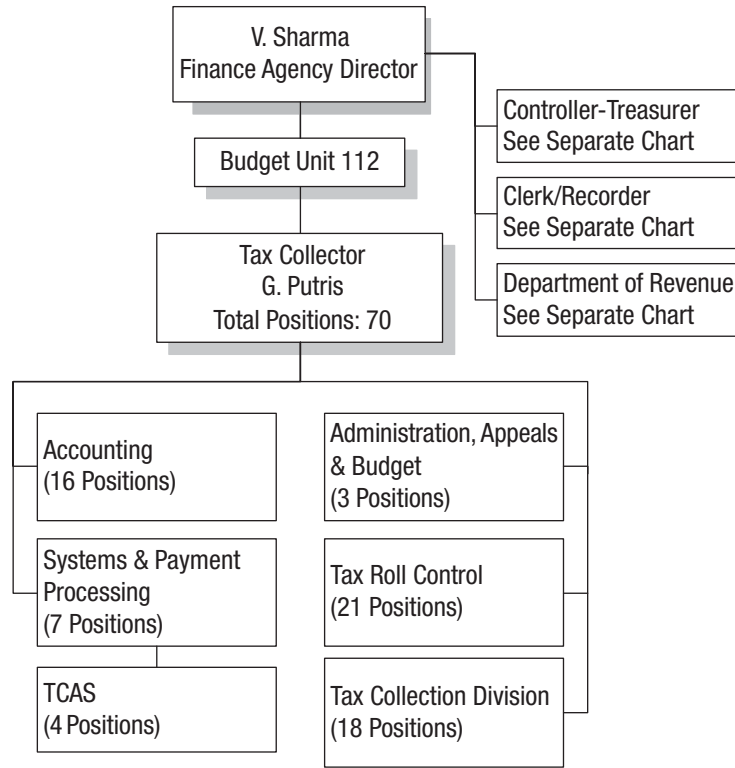 V. Sharma
Finance Agency Director
Controller-Treasurer
See Separate Chart
Budget Unit 112
Clerk/Recorder
See Separate Chart
Tax Collector
G. Putris
Total Positions: 70
Department of Revenue
See Separate Chart
Accounting
(16 Positions)
Administration, Appeals
& Budget
(3 Positions)
Systems & Payment
Processing
(7 Positions)
Tax Roll Control
(21 Positions)
TCAS
(4 Positions)
Tax Collection Division
(18 Positions)